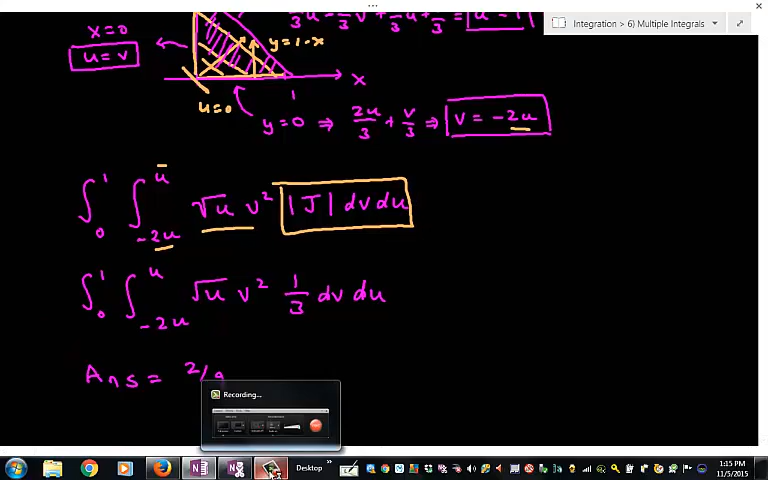 Integration > 6) Multiple Integrals
x=0
u=v
y=1-x
u=0
x
1
y=0 ⇒ 2u/3 + v/3 ⇒ v = -2u
∫₀¹ ∫₋₂ᵤᵘ √u v² |J| dv du
∫₀¹ ∫₋₂ᵤᵘ √u v² 1/3 dv du
Ans = 2/9
Recording...
Desktop
1:15 PM
11/5/2015